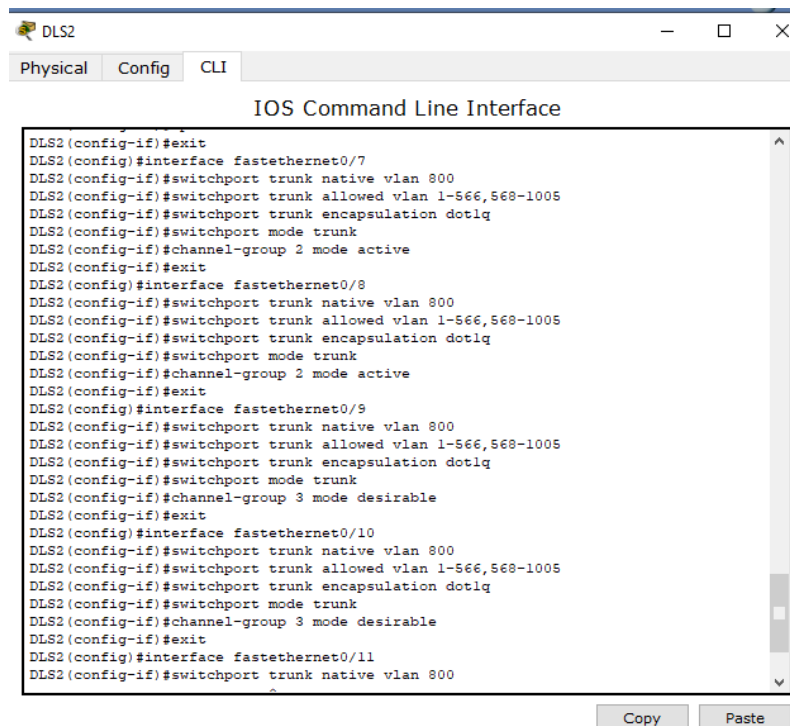 DLS2
Physical Config CLI
IOS Command Line Interface
DLS2(config-if)#exit
DLS2(config)#interface fastethernet0/7
DLS2(config-if)#switchport trunk native vlan 800
DLS2(config-if)#switchport trunk allowed vlan 1-566,568-1005
DLS2(config-if)#switchport trunk encapsulation dot1q
DLS2(config-if)#switchport mode trunk
DLS2(config-if)#channel-group 2 mode active
DLS2(config-if)#exit
DLS2(config)#interface fastethernet0/8
DLS2(config-if)#switchport trunk native vlan 800
DLS2(config-if)#switchport trunk allowed vlan 1-566,568-1005
DLS2(config-if)#switchport trunk encapsulation dot1q
DLS2(config-if)#switchport mode trunk
DLS2(config-if)#channel-group 2 mode active
DLS2(config-if)#exit
DLS2(config)#interface fastethernet0/9
DLS2(config-if)#switchport trunk native vlan 800
DLS2(config-if)#switchport trunk allowed vlan 1-566,568-1005
DLS2(config-if)#switchport trunk encapsulation dot1q
DLS2(config-if)#switchport mode trunk
DLS2(config-if)#channel-group 3 mode desirable
DLS2(config-if)#exit
DLS2(config)#interface fastethernet0/10
DLS2(config-if)#switchport trunk native vlan 800
DLS2(config-if)#switchport trunk allowed vlan 1-566,568-1005
DLS2(config-if)#switchport trunk encapsulation dot1q
DLS2(config-if)#switchport mode trunk
DLS2(config-if)#channel-group 3 mode desirable
DLS2(config-if)#exit
DLS2(config)#interface fastethernet0/11
DLS2(config-if)#switchport trunk native vlan 800
Copy Paste